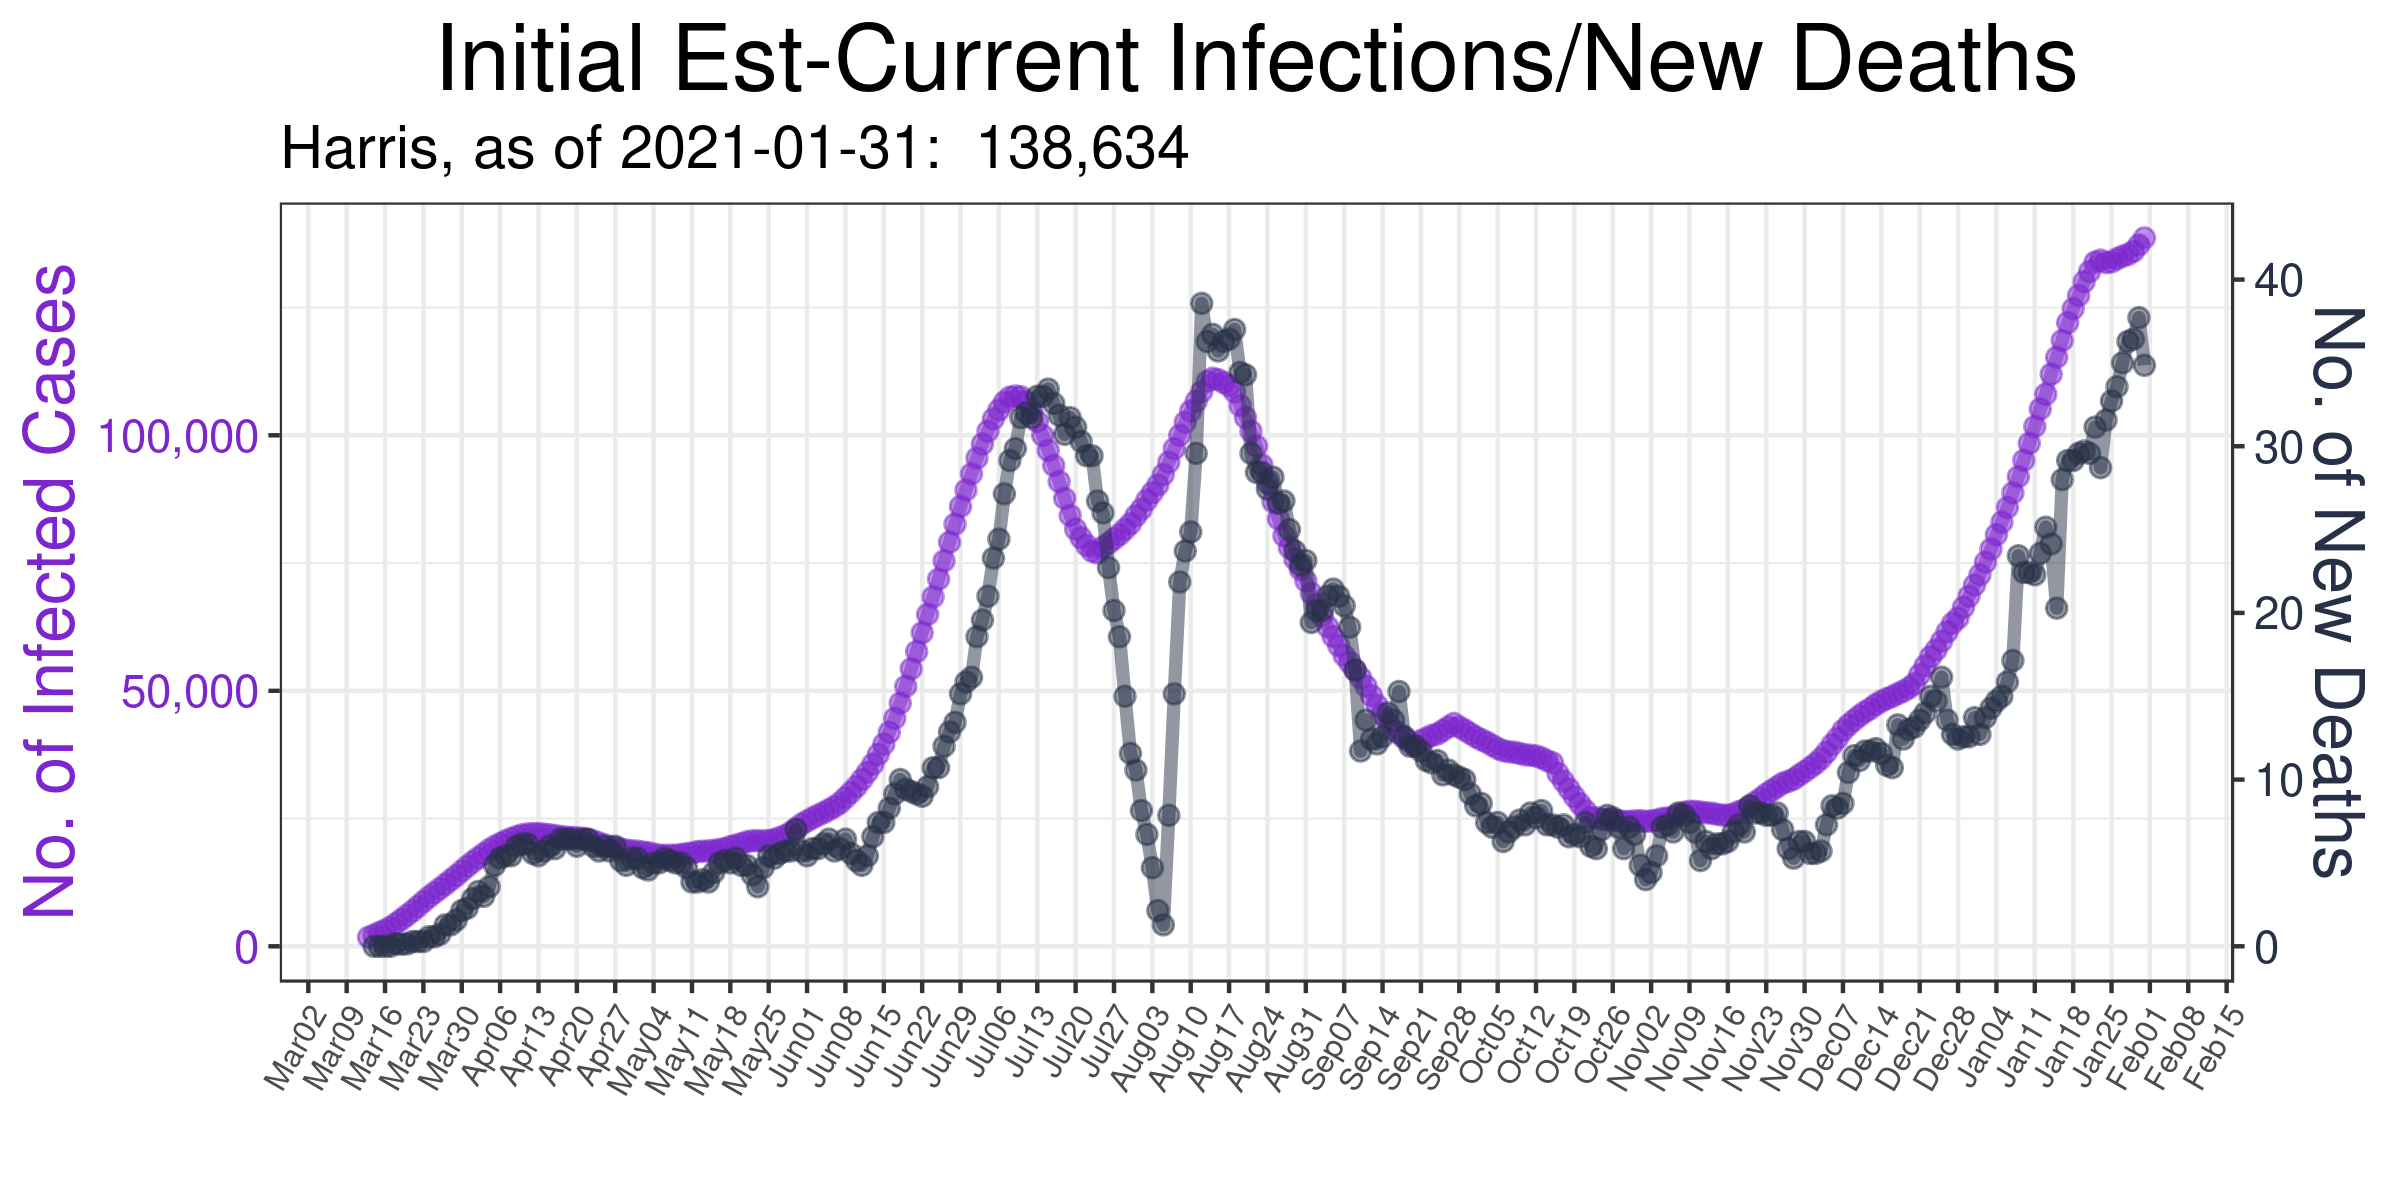 Initial Est-Current Infections/New Deaths
Harris, as of 2021-01-31:  138,634
No. of Infected Cases
100,000
50,000
0
40
30
20
10
0
No. of New Deaths
Mar02
Mar09
Mar16
Mar23
Mar30
Apr06
Apr13
Apr20
Apr27
May04
May11
May18
May25
Jun01
Jun08
Jun15
Jun22
Jun29
Jul06
Jul13
Jul20
Jul27
Aug03
Aug10
Aug17
Aug24
Aug31
Sep07
Sep14
Sep21
Sep28
Oct05
Oct12
Oct19
Oct26
Nov02
Nov09
Nov16
Nov23
Nov30
Dec07
Dec14
Dec21
Dec28
Jan04
Jan11
Jan18
Jan25
Feb01
Feb08
Feb15